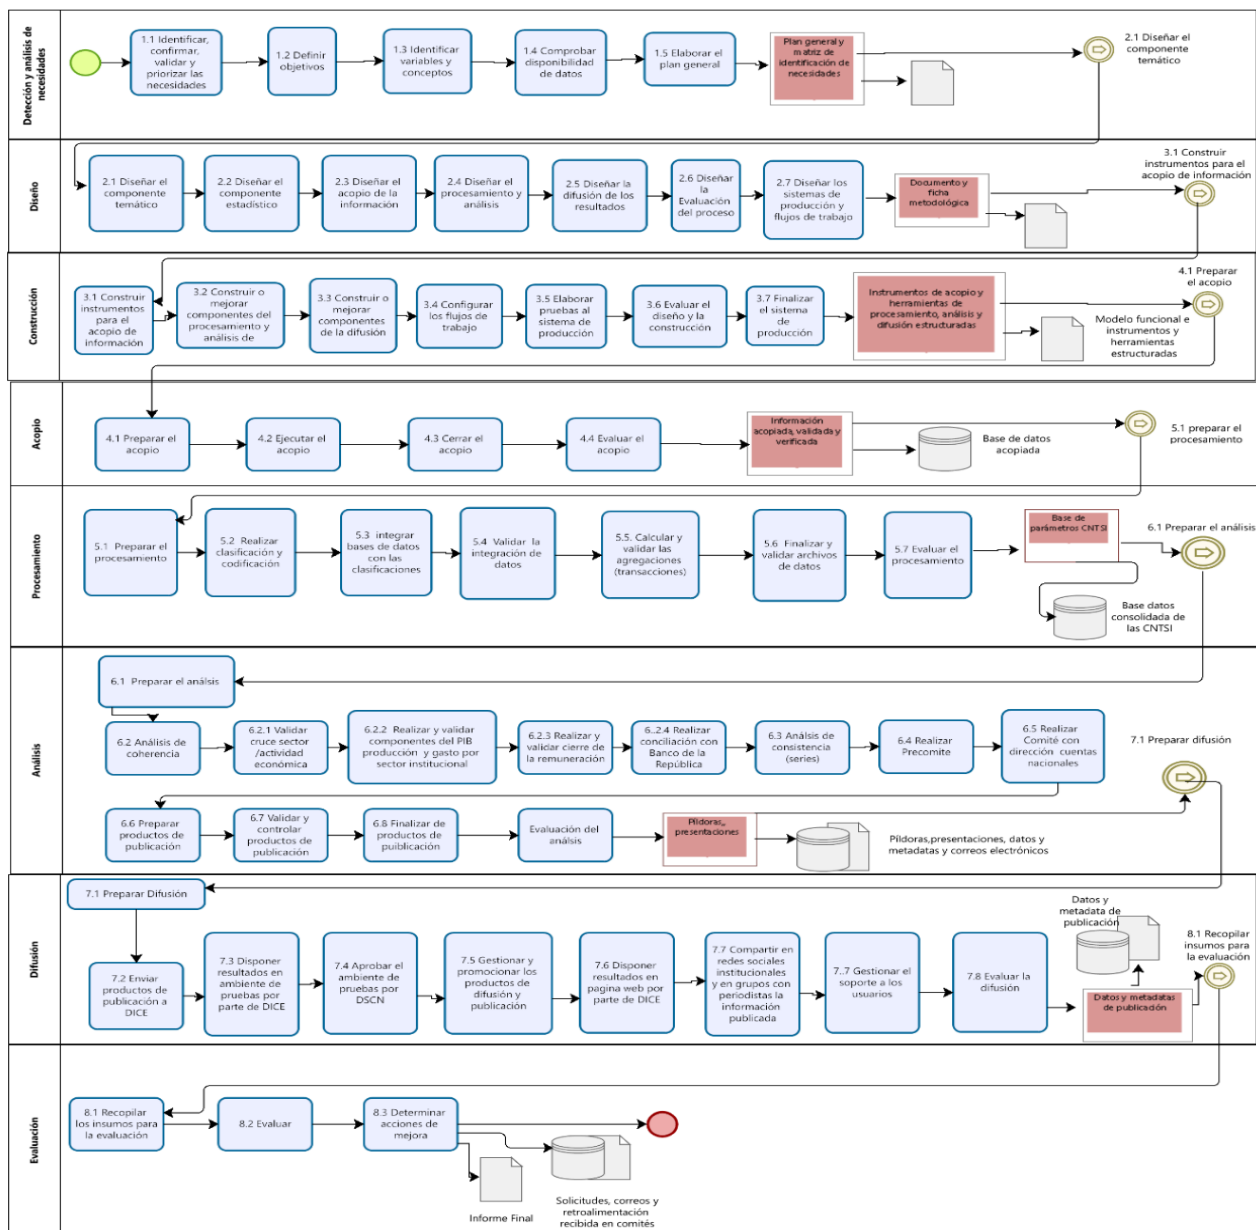 Detección y análisis de
necesidades
1.1 Identificar,
confirmar,
validar y
priorizar las
necesidades
1.2 Definir
objetivos
1.3 Identificar
variables y
conceptos
1.4 Comprobar
disponibilidad
de datos
1.5 Elaborar el
plan general
Plan general y
matriz de
identificación de
necesidades
2.1 Diseñar el
componente
temático
Diseño
2.1 Diseñar el
componente
temático
2.2 Diseñar el
componente
estadístico
2.3 Diseñar el
acopio de la
información
2.4 Diseñar el
procesamiento y
análisis
2.5 Diseñar la
difusión de los
resultados
2.6 Diseñar
la
Evaluación
del proceso
2.7 Diseñar los
sistemas de
producción y
flujos de trabajo
Documento y
ficha
metodológica
3.1 Construir
instrumentos para el
acopio de información
Construcción
3.1 Construir
instrumentos
para el
acopio de
información
3.2 Construir o
mejorar
componentes del
procesamiento y
análisis de
3.3 Construir o
mejorar
componentes
de la difusión
3.4 Configurar
los flujos de
trabajo
3.5 Elaborar
pruebas al
sistema de
producción
3.6 Evaluar el
diseño y la
construcción
3.7 Finalizar
el sistema de
producción
Instrumentos de acopio y
herramientas de
procesamiento, análisis y
difusión estructuradas
Modelo funcional e
instrumentos y
herramientas
estructuradas
4.1 Preparar
el acopio
Acopio
4.1 Preparar el
acopio
4.2 Ejecutar el
acopio
4.3 Cerrar el
acopio
4.4 Evaluar el
acopio
Información
acopiada, validada y
verificada
Base de datos
acopiada
5.1 preparar el
procesamiento
Procesamiento
5.1 Preparar el
procesamiento
5.2 Realizar
clasificación y
codificación
5.3 integrar
bases de datos
con las
clasificaciones
5.4 Validar la
integración de
datos
5.5. Calcular y
validar las
agregaciones
(transacciones)
5.6 Finalizar y
validar archivos
de datos
5.7 Evaluar el
procesamiento
Base de
parámetros CNTSI
Base datos
consolidada de
las CNTSI
6.1 Preparar el análisis
Análisis
6.1 Preparar el análsis
6.2 Análisis de
coherencia
6.2.1 Validar
cruce sector
/actividad
económica
6.2.2 Realizar y validar
componentes del PIB
producción y gasto por
sector institucional
6.2.3 Realizar y
validar cierre de
la remuneración
6..2.4 Realizar
conciliación con
Banco de la
República
6.3 Análsis de
consistencia
(series)
6.4 Realizar
Precomite
6.5 Realizar
Comité con
dirección cuentas
nacionales
7.1 Preparar difusión
6.6 Preparar
productos de
publicación
6.7 Validar y
controlar
productos de
publicación
6.8 Finalizar de
productos de
puiblicación
Evaluación del
análsis
Píldoras,,
presentaciones
Píldoras,presentaciones, datos y
metadatas y correos electrónicos
Difusión
7.1 Preparar Difusión
7.2 Enviar
productos de
publicación a
DICE
7.3 Disponer
resultados en
ambiente de
pruebas por
parte de DICE
7.4 Aprobar el
ambiente de
pruebas por
DSCN
7.5 Gestionar y
promocionar los
productos de
difusión y
publicación
7.6 Disponer
resultados en
pagina web por
parte de DICE
7.7 Compartir en
redes sociales
institucionales
y en grupos con
periodistas la
información
publicada
7..7 Gestionar el
soporte a los
usuarios
7.8 Evaluar la
difusión
Datos y
metadata de
publicación
Datos y metadatas
de publicación
8.1 Recopilar
insumos para
la evaluación
Evaluación
8.1 Recopilar
los insumos para
la evaluación
8.2 Evaluar
8.3 Determinar
acciones de
mejora
Informe Final
Solicitudes, correos y
retroalimentación
recibida en comités